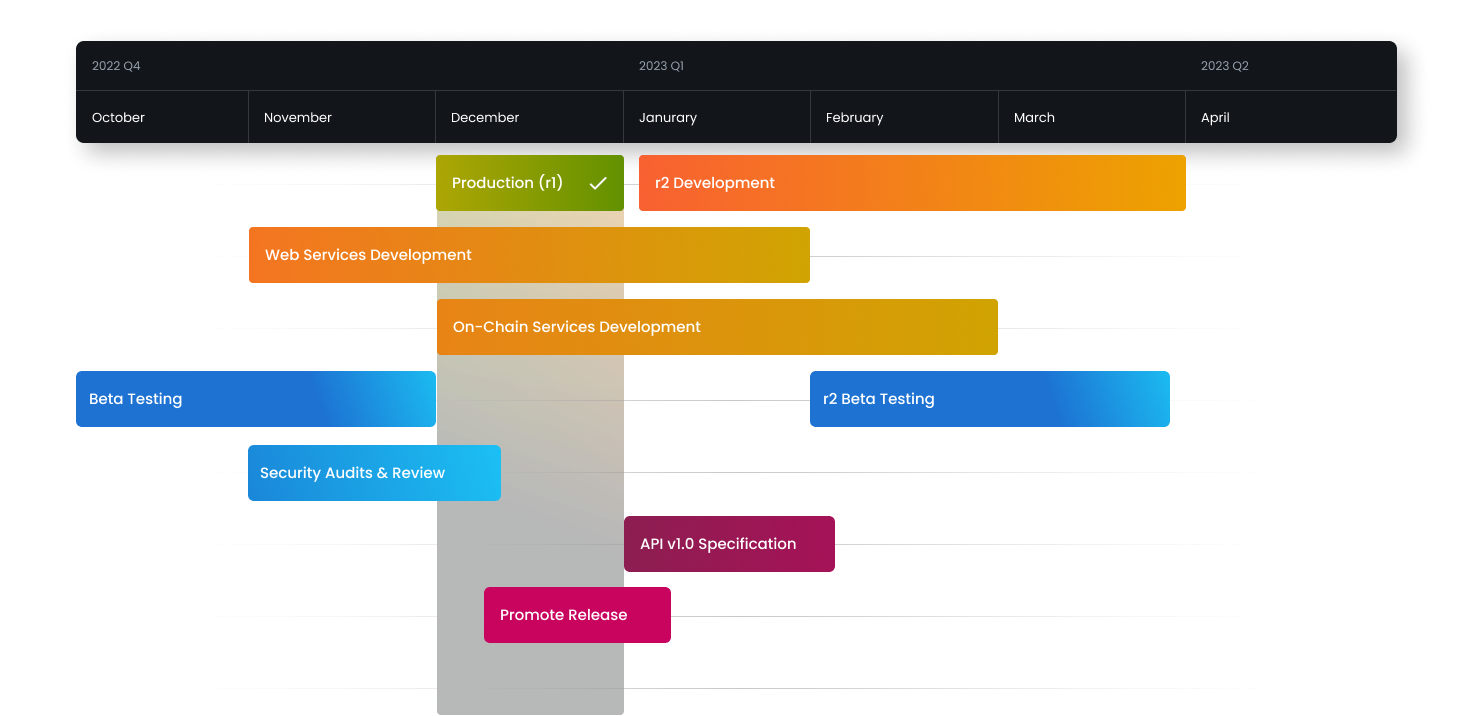 2022 Q4 2023 Q1 2023 Q2
October November December Janurary February March April
Production (r1) r2 Development
Web Services Development
On-Chain Services Development
Beta Testing r2 Beta Testing
Security Audits & Review
API v1.0 Specification
Promote Release